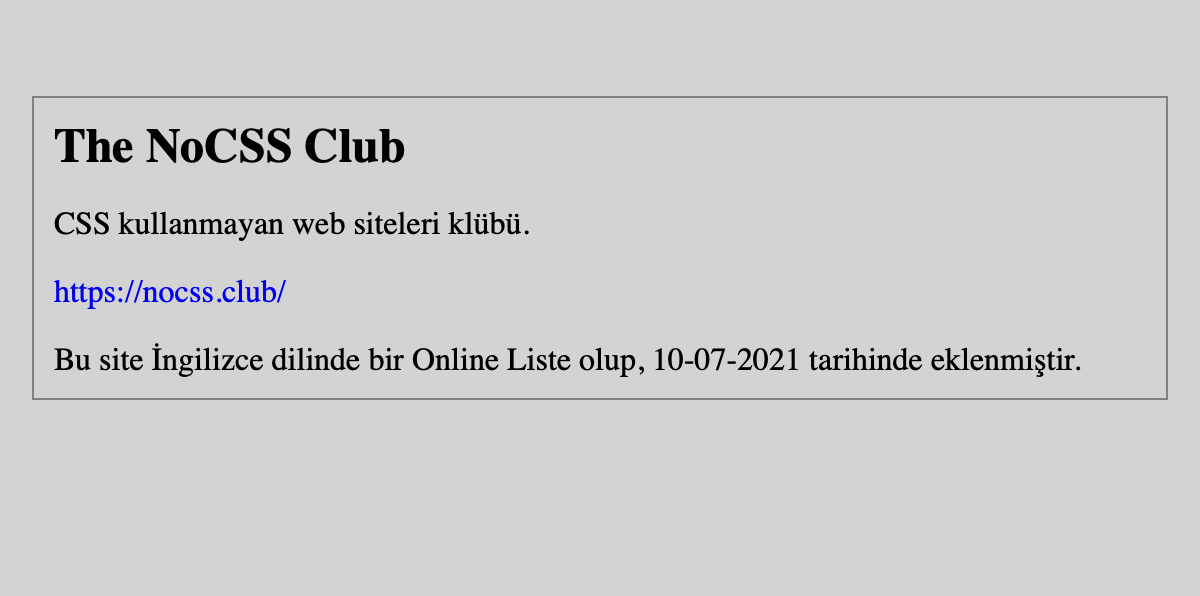 The NoCSS Club
CSS kullanmayan web siteleri klübü.
https://nocss.club/
Bu site İngilizce dilinde bir Online Liste olup, 10-07-2021 tarihinde eklenmiştir.